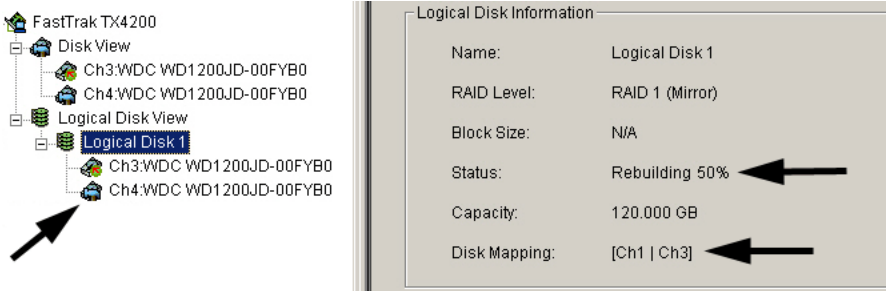 FastTrak TX4200
Disk View
Ch3:WDC WD1200JD-00FYB0
Ch4:WDC WD1200JD-00FYB0
Logical Disk View
Logical Disk 1
Ch3:WDC WD1200JD-00FYB0
Ch4:WDC WD1200JD-00FYB0
Logical Disk Information
Name: Logical Disk 1
RAID Level: RAID 1 (Mirror)
Block Size: N/A
Status: Rebuilding 50%
Capacity: 120.000 GB
Disk Mapping: [Ch1 | Ch3]